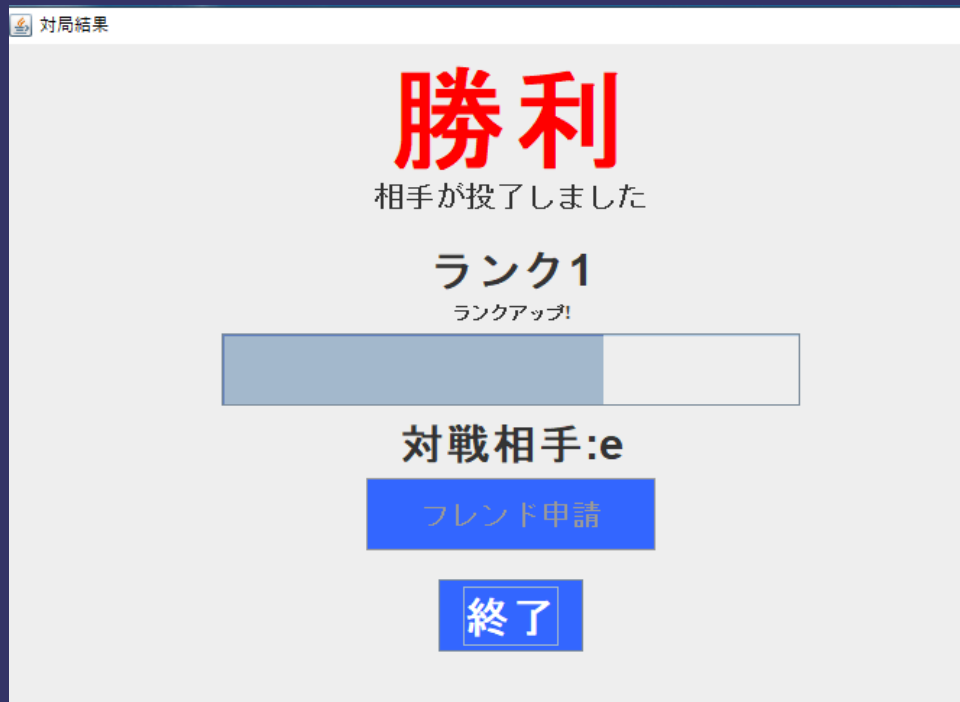 対局結果
勝利
相手が投了しました
ランク1
ランクアップ!
対戦相手:e
フレンド申請
終了